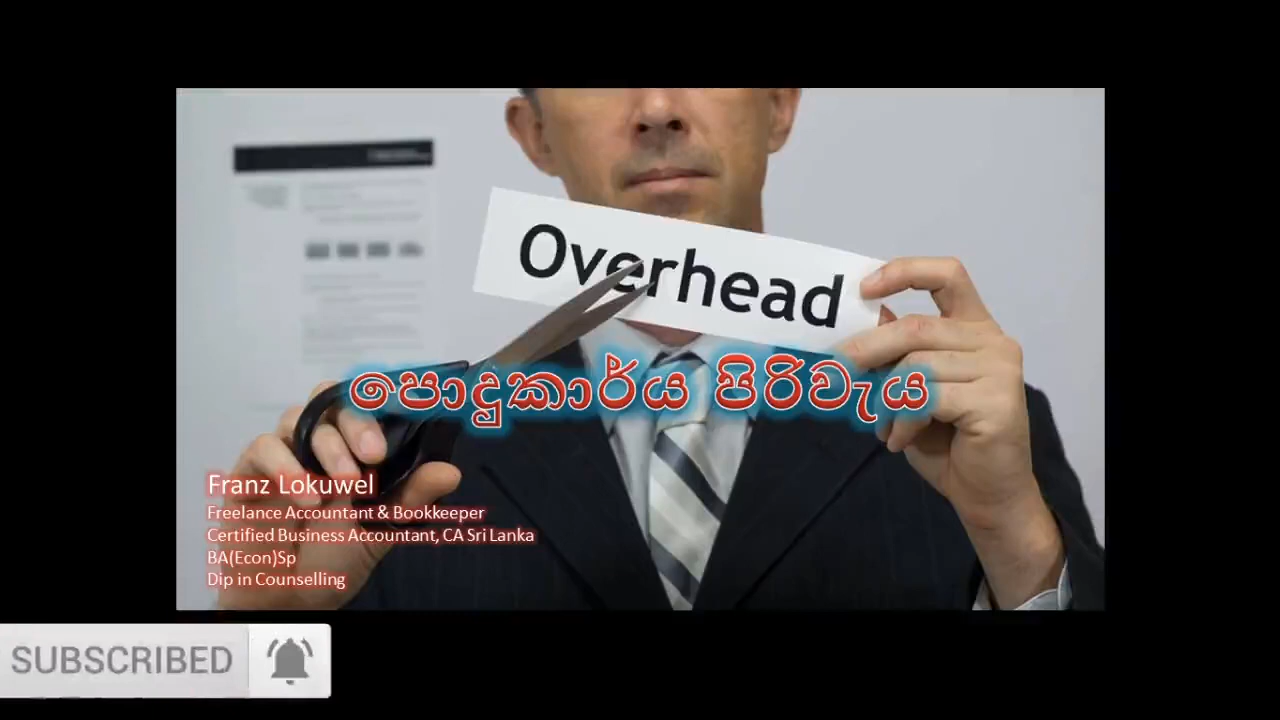 Overhead
පොදුකාර්ය පිරිවැය
Franz Lokuwel
Freelance Accountant & Bookkeeper
Certified Business Accountant, CA Sri Lanka
BA(Econ)Sp
Dip in Counselling
SUBSCRIBED